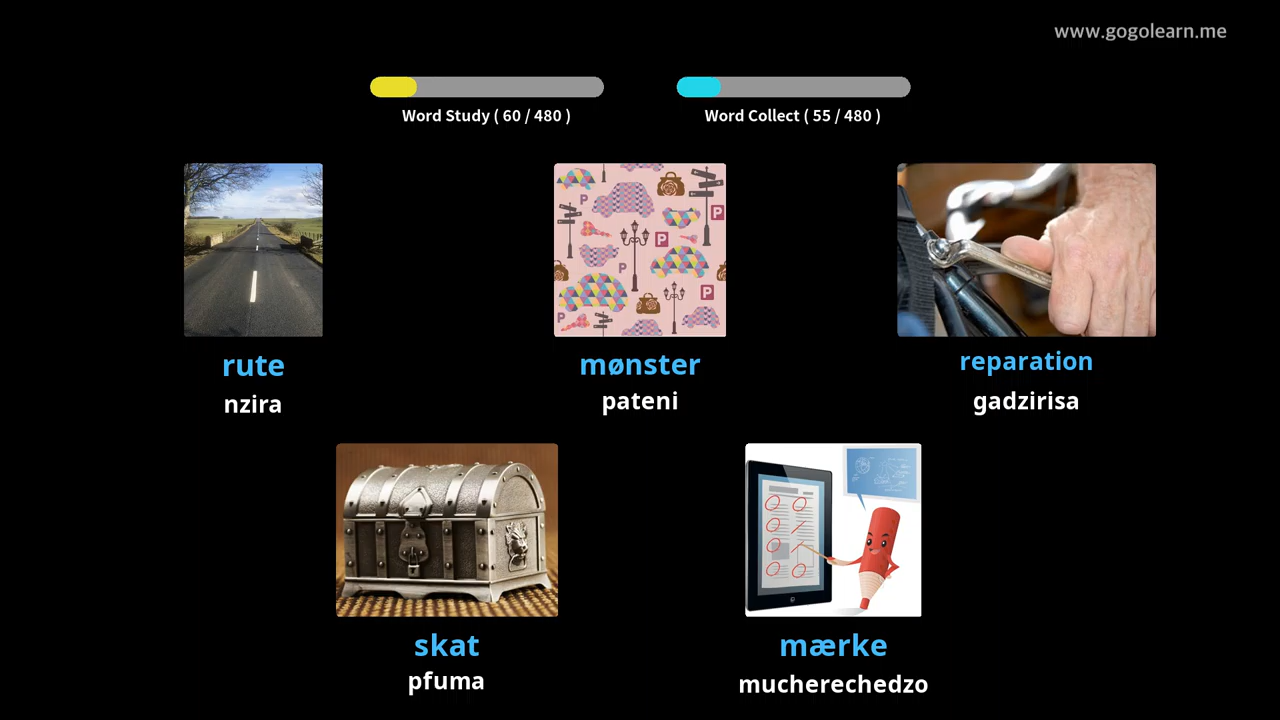 www.gogolearn.me
Word Study ( 60 / 480 )
Word Collect ( 55 / 480 )
P
P
P
P
P
P
rute
mønster
reparation
nzira
pateni
gadzirisa
skat
mærke
pfuma
mucherechedzo